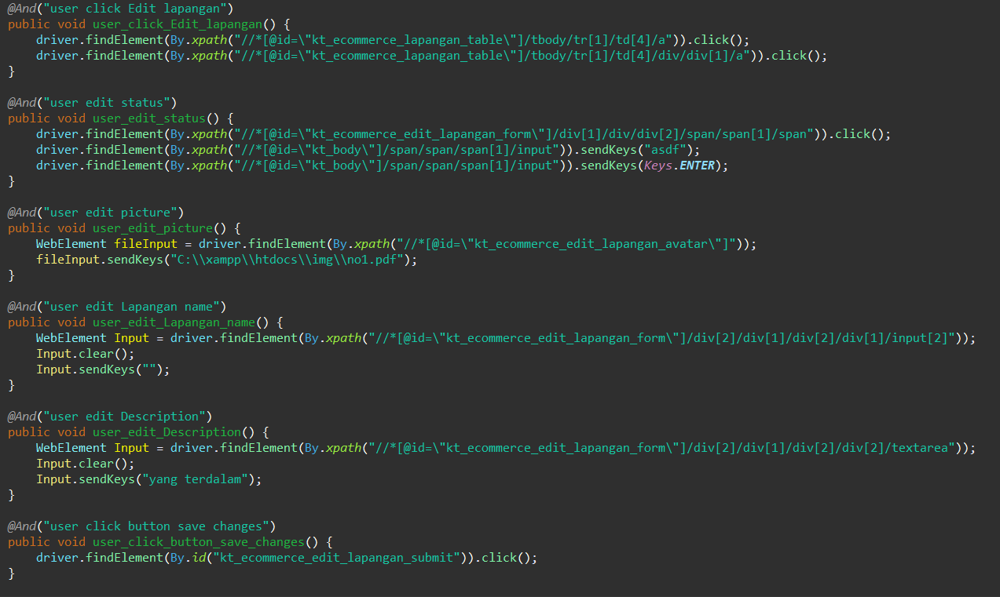 @And("user click Edit lapangan")
public void user_click_Edit_lapangan() {
    driver.findElement(By.xpath("//*[@id=\"kt_ecommerce_lapangan_table\"]/tbody/tr[1]/td[4]/a")).click();
    driver.findElement(By.xpath("//*[@id=\"kt_ecommerce_lapangan_table\"]/tbody/tr[1]/td[4]/div/div[1]/a")).click();
}

@And("user edit status")
public void user_edit_status() {
    driver.findElement(By.xpath("//*[@id=\"kt_ecommerce_edit_lapangan_form\"]/div[1]/div/div[2]/span/span[1]/span")).click();
    driver.findElement(By.xpath("//*[@id=\"kt_body\"]/span/span/span[1]/input")).sendKeys("asdf");
    driver.findElement(By.xpath("//*[@id=\"kt_body\"]/span/span/span[1]/input")).sendKeys(Keys.ENTER);
}

@And("user edit picture")
public void user_edit_picture() {
    WebElement fileInput = driver.findElement(By.xpath("//*[@id=\"kt_ecommerce_edit_lapangan_avatar\"]"));
    fileInput.sendKeys("C:\\xampp\\htdocs\\img\\no1.pdf");
}

@And("user edit Lapangan name")
public void user_edit_Lapangan_name() {
    WebElement Input = driver.findElement(By.xpath("//*[@id=\"kt_ecommerce_edit_lapangan_form\"]/div[2]/div[1]/div[2]/div[1]/input[2]"));
    Input.clear();
    Input.sendKeys("");
}

@And("user edit Description")
public void user_edit_Description() {
    WebElement Input = driver.findElement(By.xpath("//*[@id=\"kt_ecommerce_edit_lapangan_form\"]/div[2]/div[1]/div[2]/div[2]/textarea"));
    Input.clear();
    Input.sendKeys("yang terdalam");
}

@And("user click button save changes")
public void user_click_button_save_changes() {
    driver.findElement(By.id("kt_ecommerce_edit_lapangan_submit")).click();
}